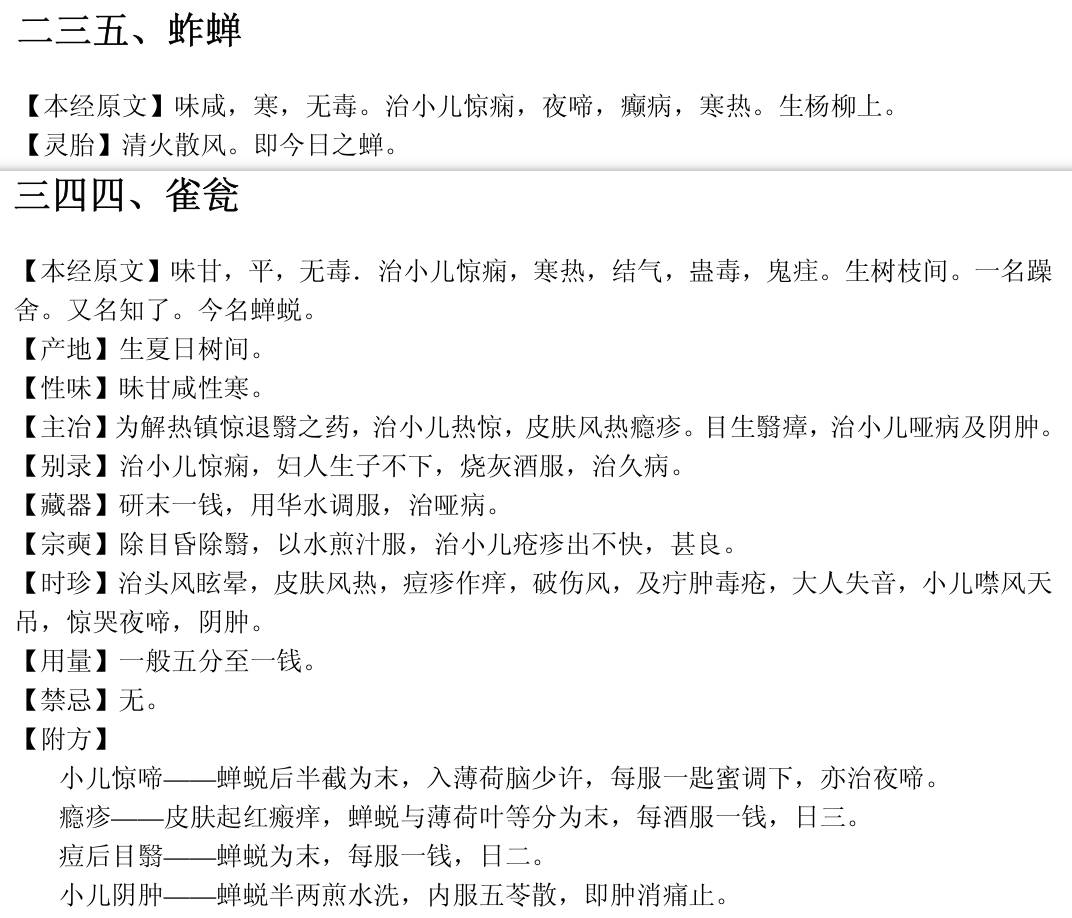 二三五、蚱蝉
【本经原文】味咸，寒，无毒。治小儿惊痫，夜啼，癫病，寒热。生杨柳上。
【灵胎】清火散风。即今日之蝉。
三四四、雀瓮
【本经原文】味甘，平，无毒．治小儿惊痫，寒热，结气，蛊毒，鬼疰。生树枝间。一名躁
舍。又名知了。今名蝉蜕。
【产地】生夏日树间。
【性味】昧甘咸性寒。
【主冶】为解热镇惊退翳之药，治小儿热惊，皮肤风热瘾疹。目生翳瘴，治小儿哑病及阴肿。
【别录】治小儿惊痫，妇人生子不下，烧灰酒服，治久病。
【藏器】研末一钱，用华水调服，治哑病。
【宗奭】除目昏除翳，以水煎汁服，治小儿疮疹出不快，甚良。
【时珍】治头风眩晕，皮肤风热，痘疹作痒，破伤风，及疔肿毒疮，大人失音，小儿噤风天
吊，惊哭夜啼，阴肿。
【用量】一般五分至一钱。
【禁忌】无。
【附方】
小儿惊啼——蝉蜕后半截为末，入薄荷脑少许，每服一匙蜜调下，亦治夜啼。
瘾疹——皮肤起红瘢痒，蝉蜕与薄荷叶等分为末，每酒服一钱，日三。
痘后目翳——蝉蜕为末，每服一钱，日二。
小儿阴肿——蝉蜕半两煎水洗，内服五苓散，即肿消痛止。